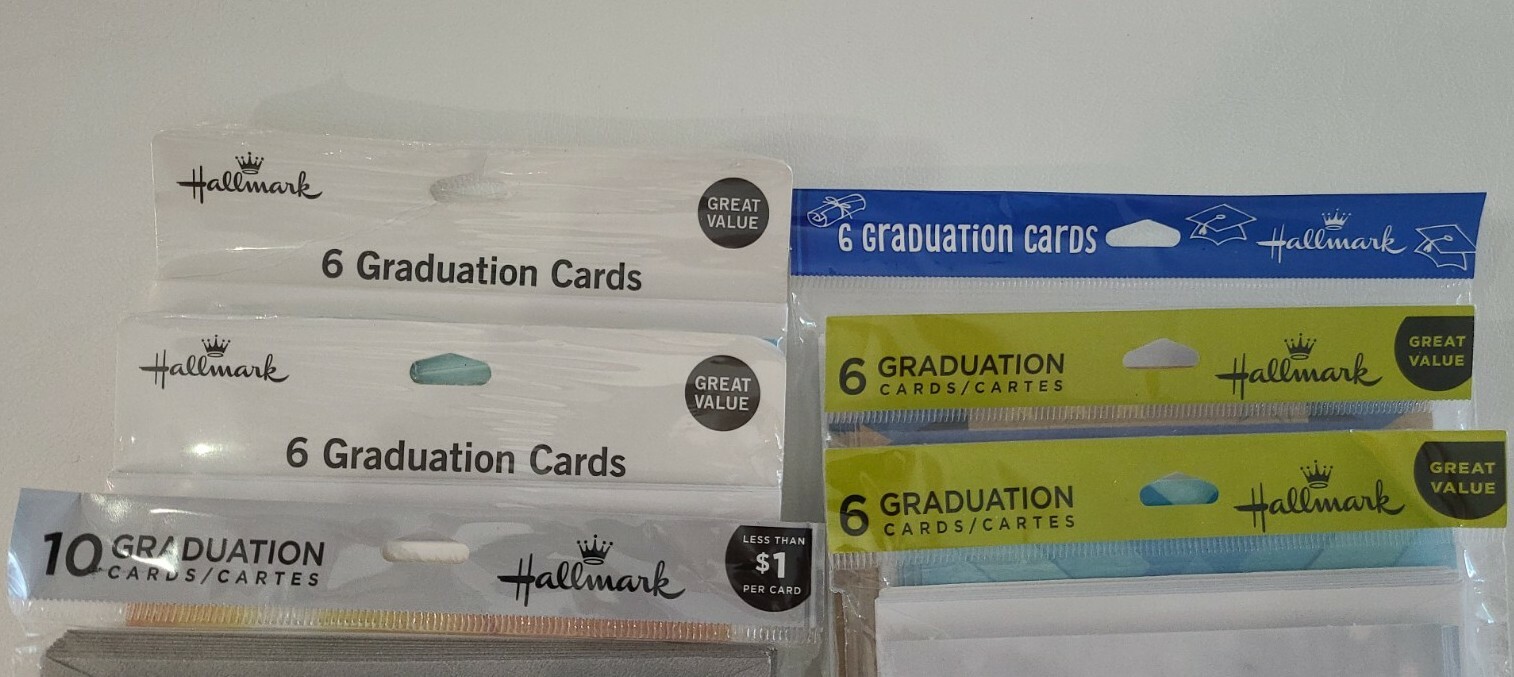 Hallmark
GREAT
VALUE
6 Graduation Cards
Hallmark
GREAT
VALUE
6 Graduation Cards
10 GRADUATION
CARDS/CARTES
Hallmark
LESS THAN
$1
PER CARD
6 GRADUATION CARDS
Hallmark
6 GRADUATION
CARDS/CARTES
Hallmark
GREAT
VALUE
6 GRADUATION
CARDS/CARTES
Hallmark
GREAT
VALUE